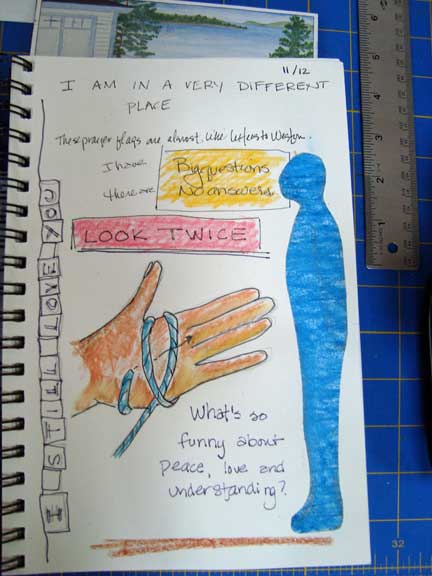 11/12
I AM IN A VERY DIFFERENT
PLACE
These prayer flags are almost like letters to Weston.
I have Big questions
there are No answers
LOOK TWICE
I STILL LOVE YOU
What's so
funny about
peace, love and
understanding?
6
5
4
3
2
1
32